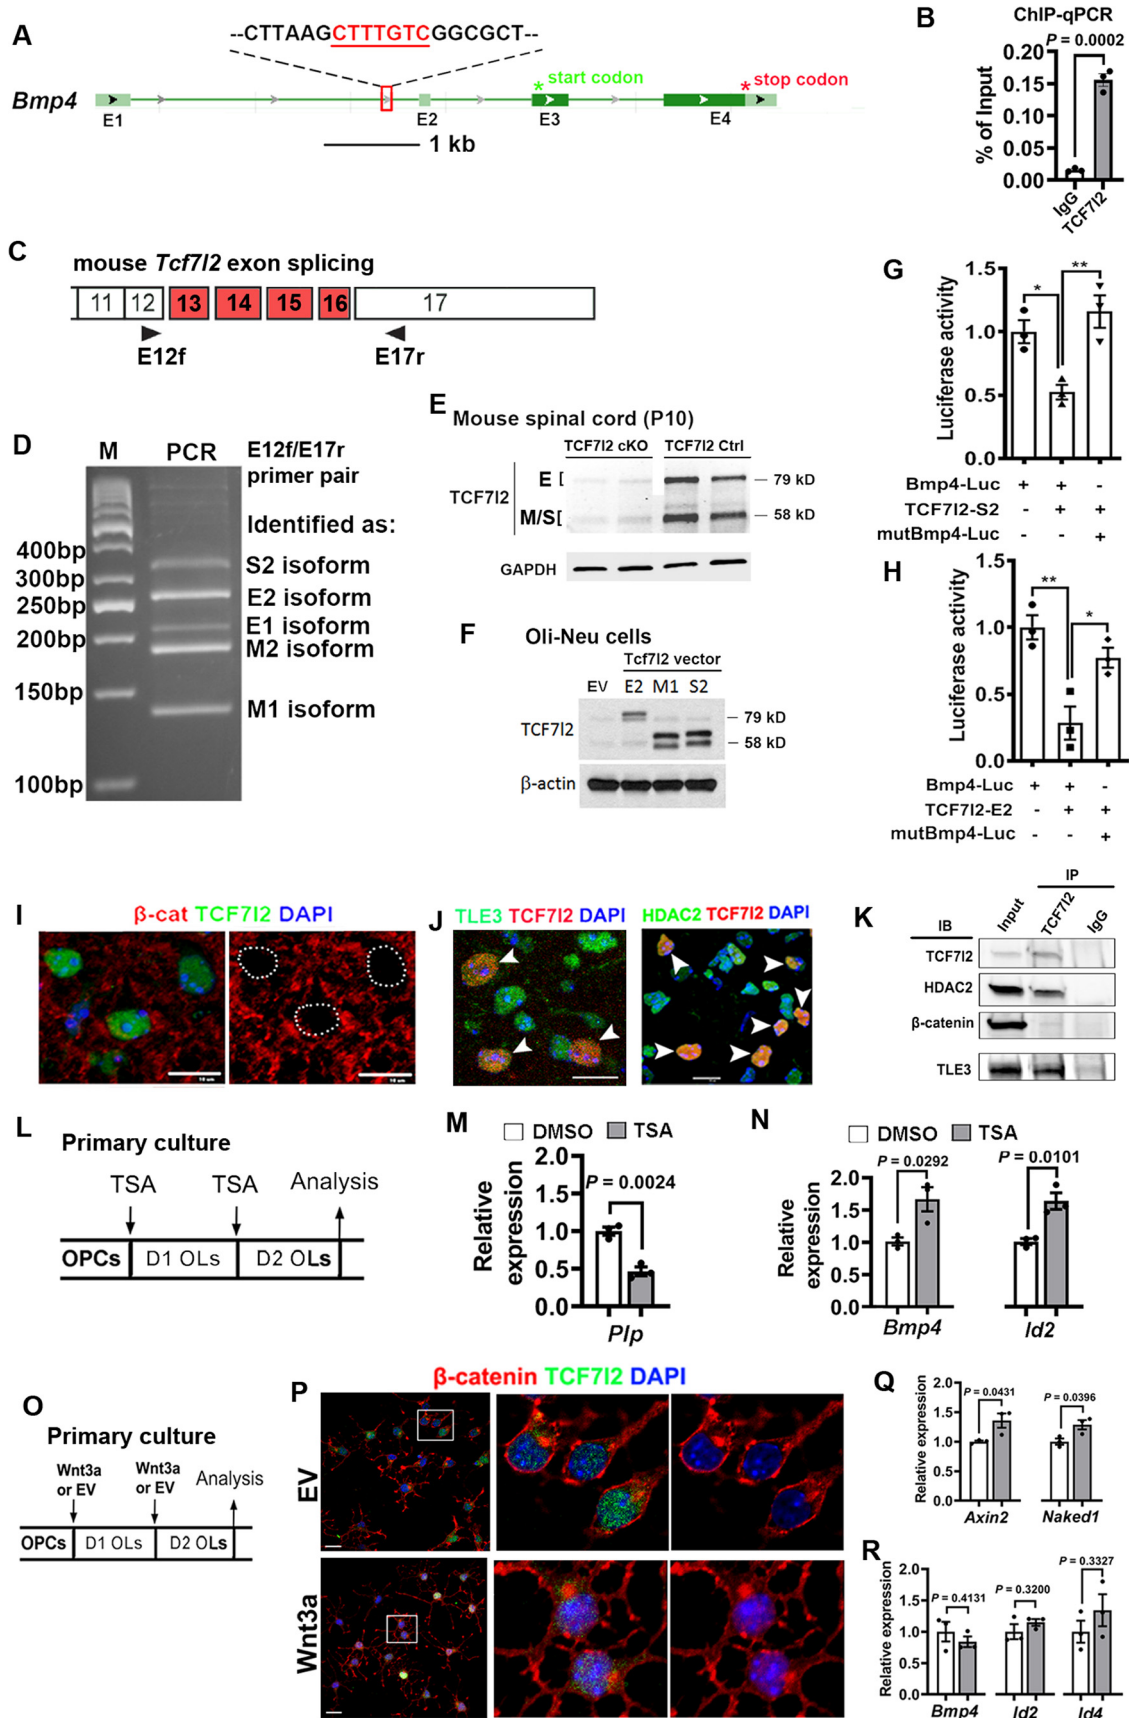 A
--CTTAAGCTTTGTCGGCGCT--
Bmp4
* start codon
* stop codon
E1
E2
E3
E4
1 kb
B
ChIP-qPCR
P = 0.0002
% of Input
0.20
0.15
0.10
0.05
0.00
IgG
TCF7l2
C
mouse Tcf7l2 exon splicing
11 12 13 14 15 16 17
E12f
E17r
D
M
PCR
E12f/E17r
primer pair
Identified as:
400bp
300bp
250bp
200bp
150bp
100bp
S2 isoform
E2 isoform
E1 isoform
M2 isoform
M1 isoform
E
Mouse spinal cord (P10)
TCF7l2 cKO
TCF7l2 Ctrl
TCF7l2
E [
M/S [
79 kD
58 kD
GAPDH
F
Oli-Neu cells
Tcf7l2 vector
EV E2 M1 S2
TCF7l2
79 kD
58 kD
β-actin
G
Luciferase activity
1.5
1.0
0.5
0.0
*
**
Bmp4-Luc + + -
TCF7l2-S2 - + +
mutBmp4-Luc - - +
H
Luciferase activity
1.5
1.0
0.5
0.0
**
*
Bmp4-Luc + + -
TCF7l2-E2 - + +
mutBmp4-Luc - - +
I
β-cat TCF7l2 DAPI
J
TLE3 TCF7l2 DAPI
HDAC2 TCF7l2 DAPI
K
IP
IB
Input
TCF7l2
IgG
TCF7l2
HDAC2
β-catenin
TLE3
L
Primary culture
TSA
TSA
Analysis
OPCs
D1 OLs
D2 OLs
M
DMSO
TSA
P = 0.0024
Relative
expression
2.0
1.5
1.0
0.5
0.0
Plp
N
DMSO
TSA
P = 0.0292
P = 0.0101
Relative
expression
2.0
1.5
1.0
0.5
0.0
2.0
1.5
1.0
0.5
0.0
Bmp4
Id2
O
Primary culture
Wnt3a
or EV
Wnt3a
or EV
Analysis
OPCs
D1 OLs
D2 OLs
P
β-catenin TCF7l2 DAPI
EV
Wnt3a
Q
Relative expression
2.0
1.5
1.0
0.5
0.0
P = 0.0431
P = 0.0396
Axin2
Naked1
R
Relative expression
2.0
1.5
1.0
0.5
0.0
P = 0.4131
P = 0.3200
P = 0.3327
Bmp4
Id2
Id4